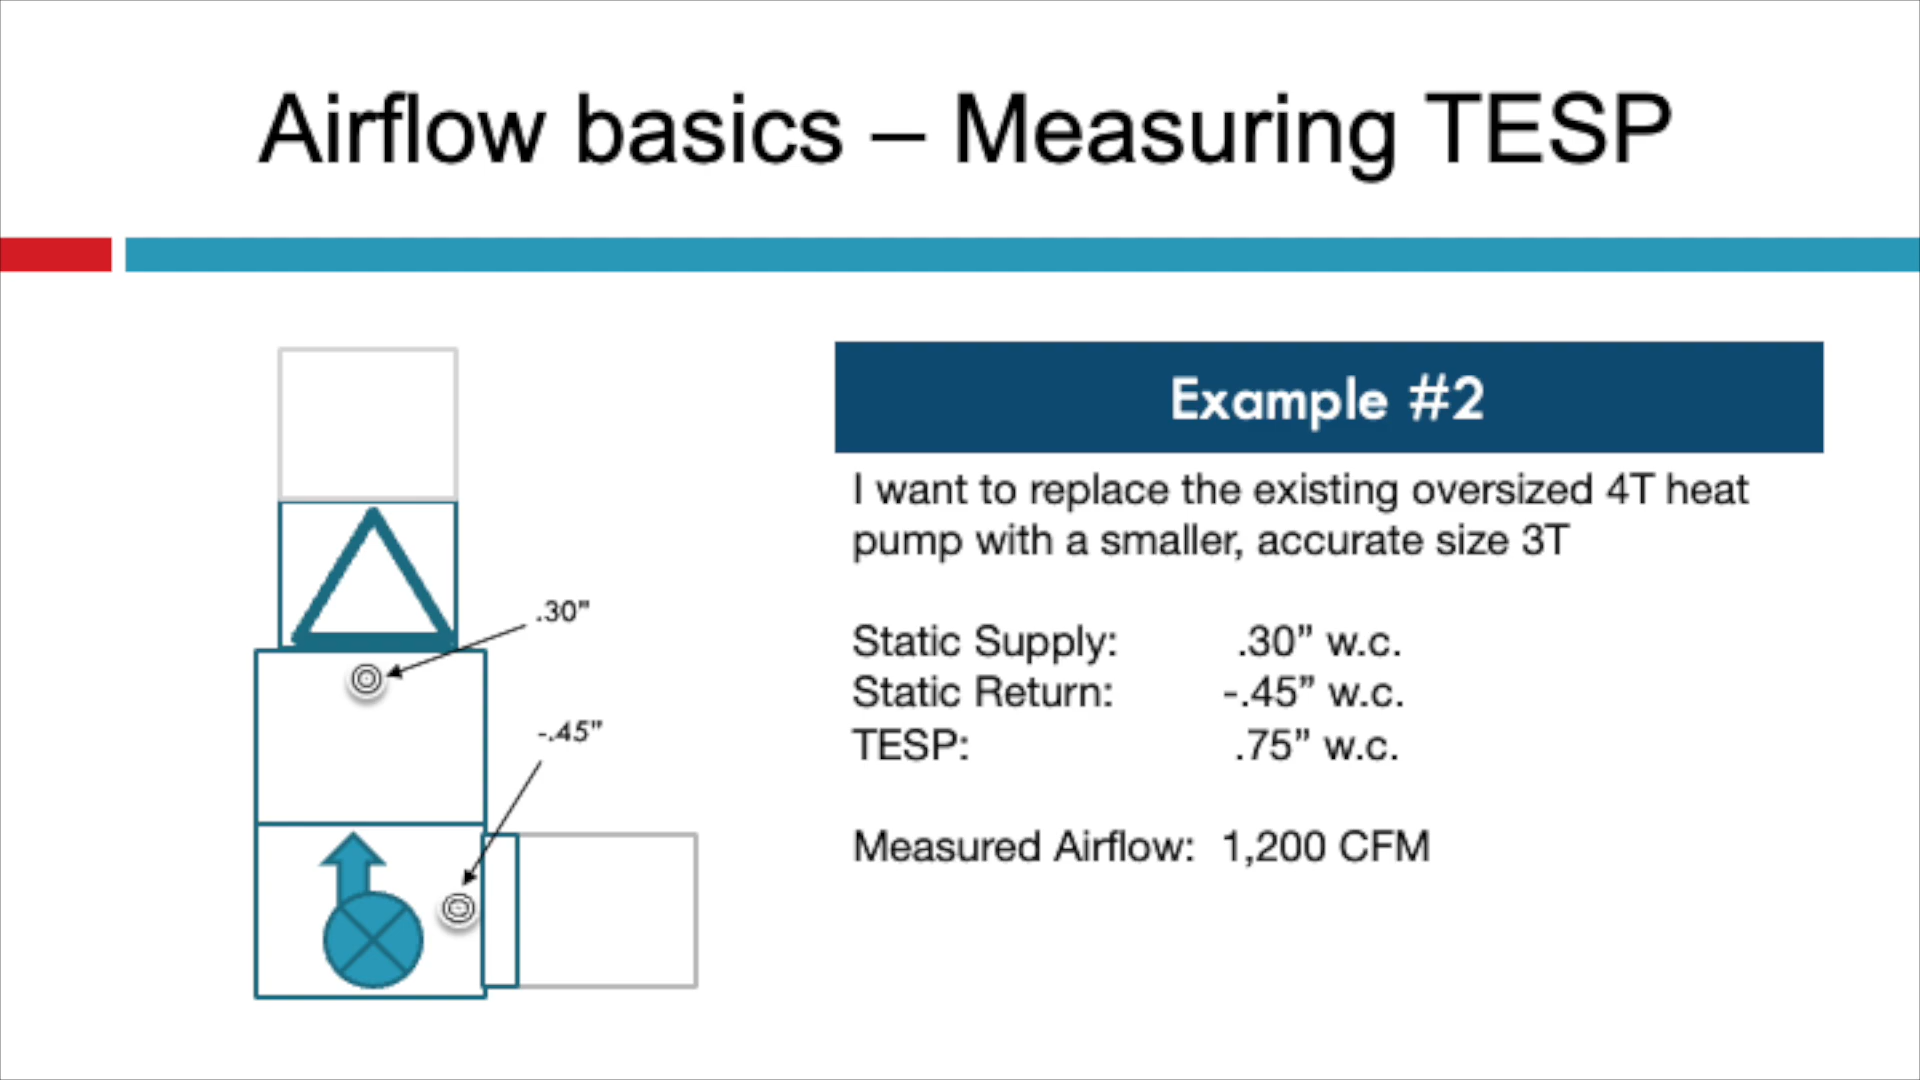 Airflow basics – Measuring TESP
Example #2
I want to replace the existing oversized 4T heat
pump with a smaller, accurate size 3T
.30”
Static Supply: .30” w.c.
Static Return: -.45” w.c.
-.45”
TESP: .75” w.c.
Measured Airflow: 1,200 CFM